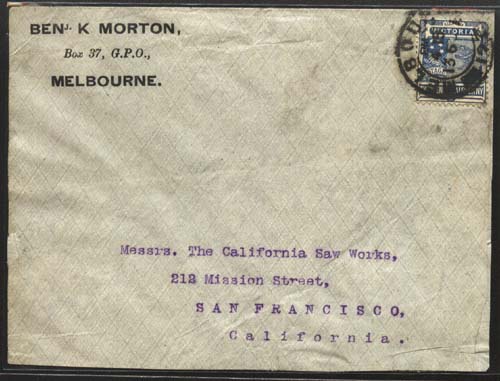 BENJ. K MORTON,
Box 37, G.P.O.,
MELBOURNE.
VICTORIA
Messrs. The California Saw Works,
212 Mission Street,
SAN FRANCISCO,
California.